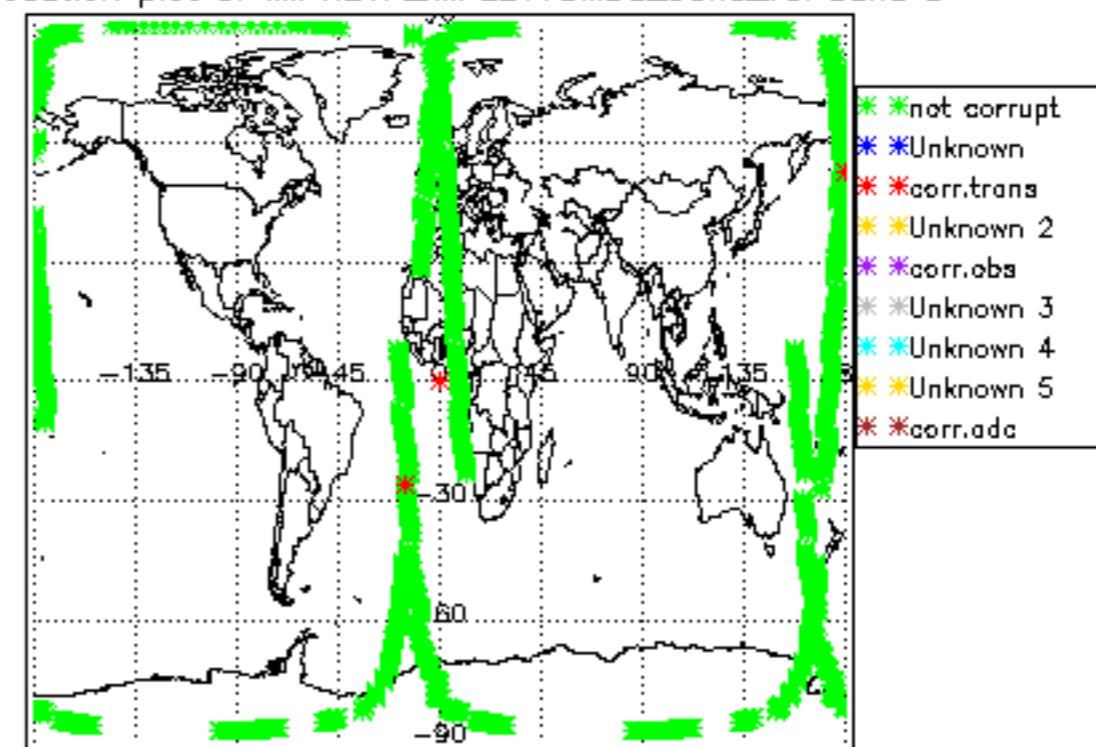 not corrupt
Unknown
corr.trans
Unknown 2
corr.obs
Unknown 3
Unknown 4
Unknown 5
corr.adc
-135
-90
45
45
90
135
-30
60
-90